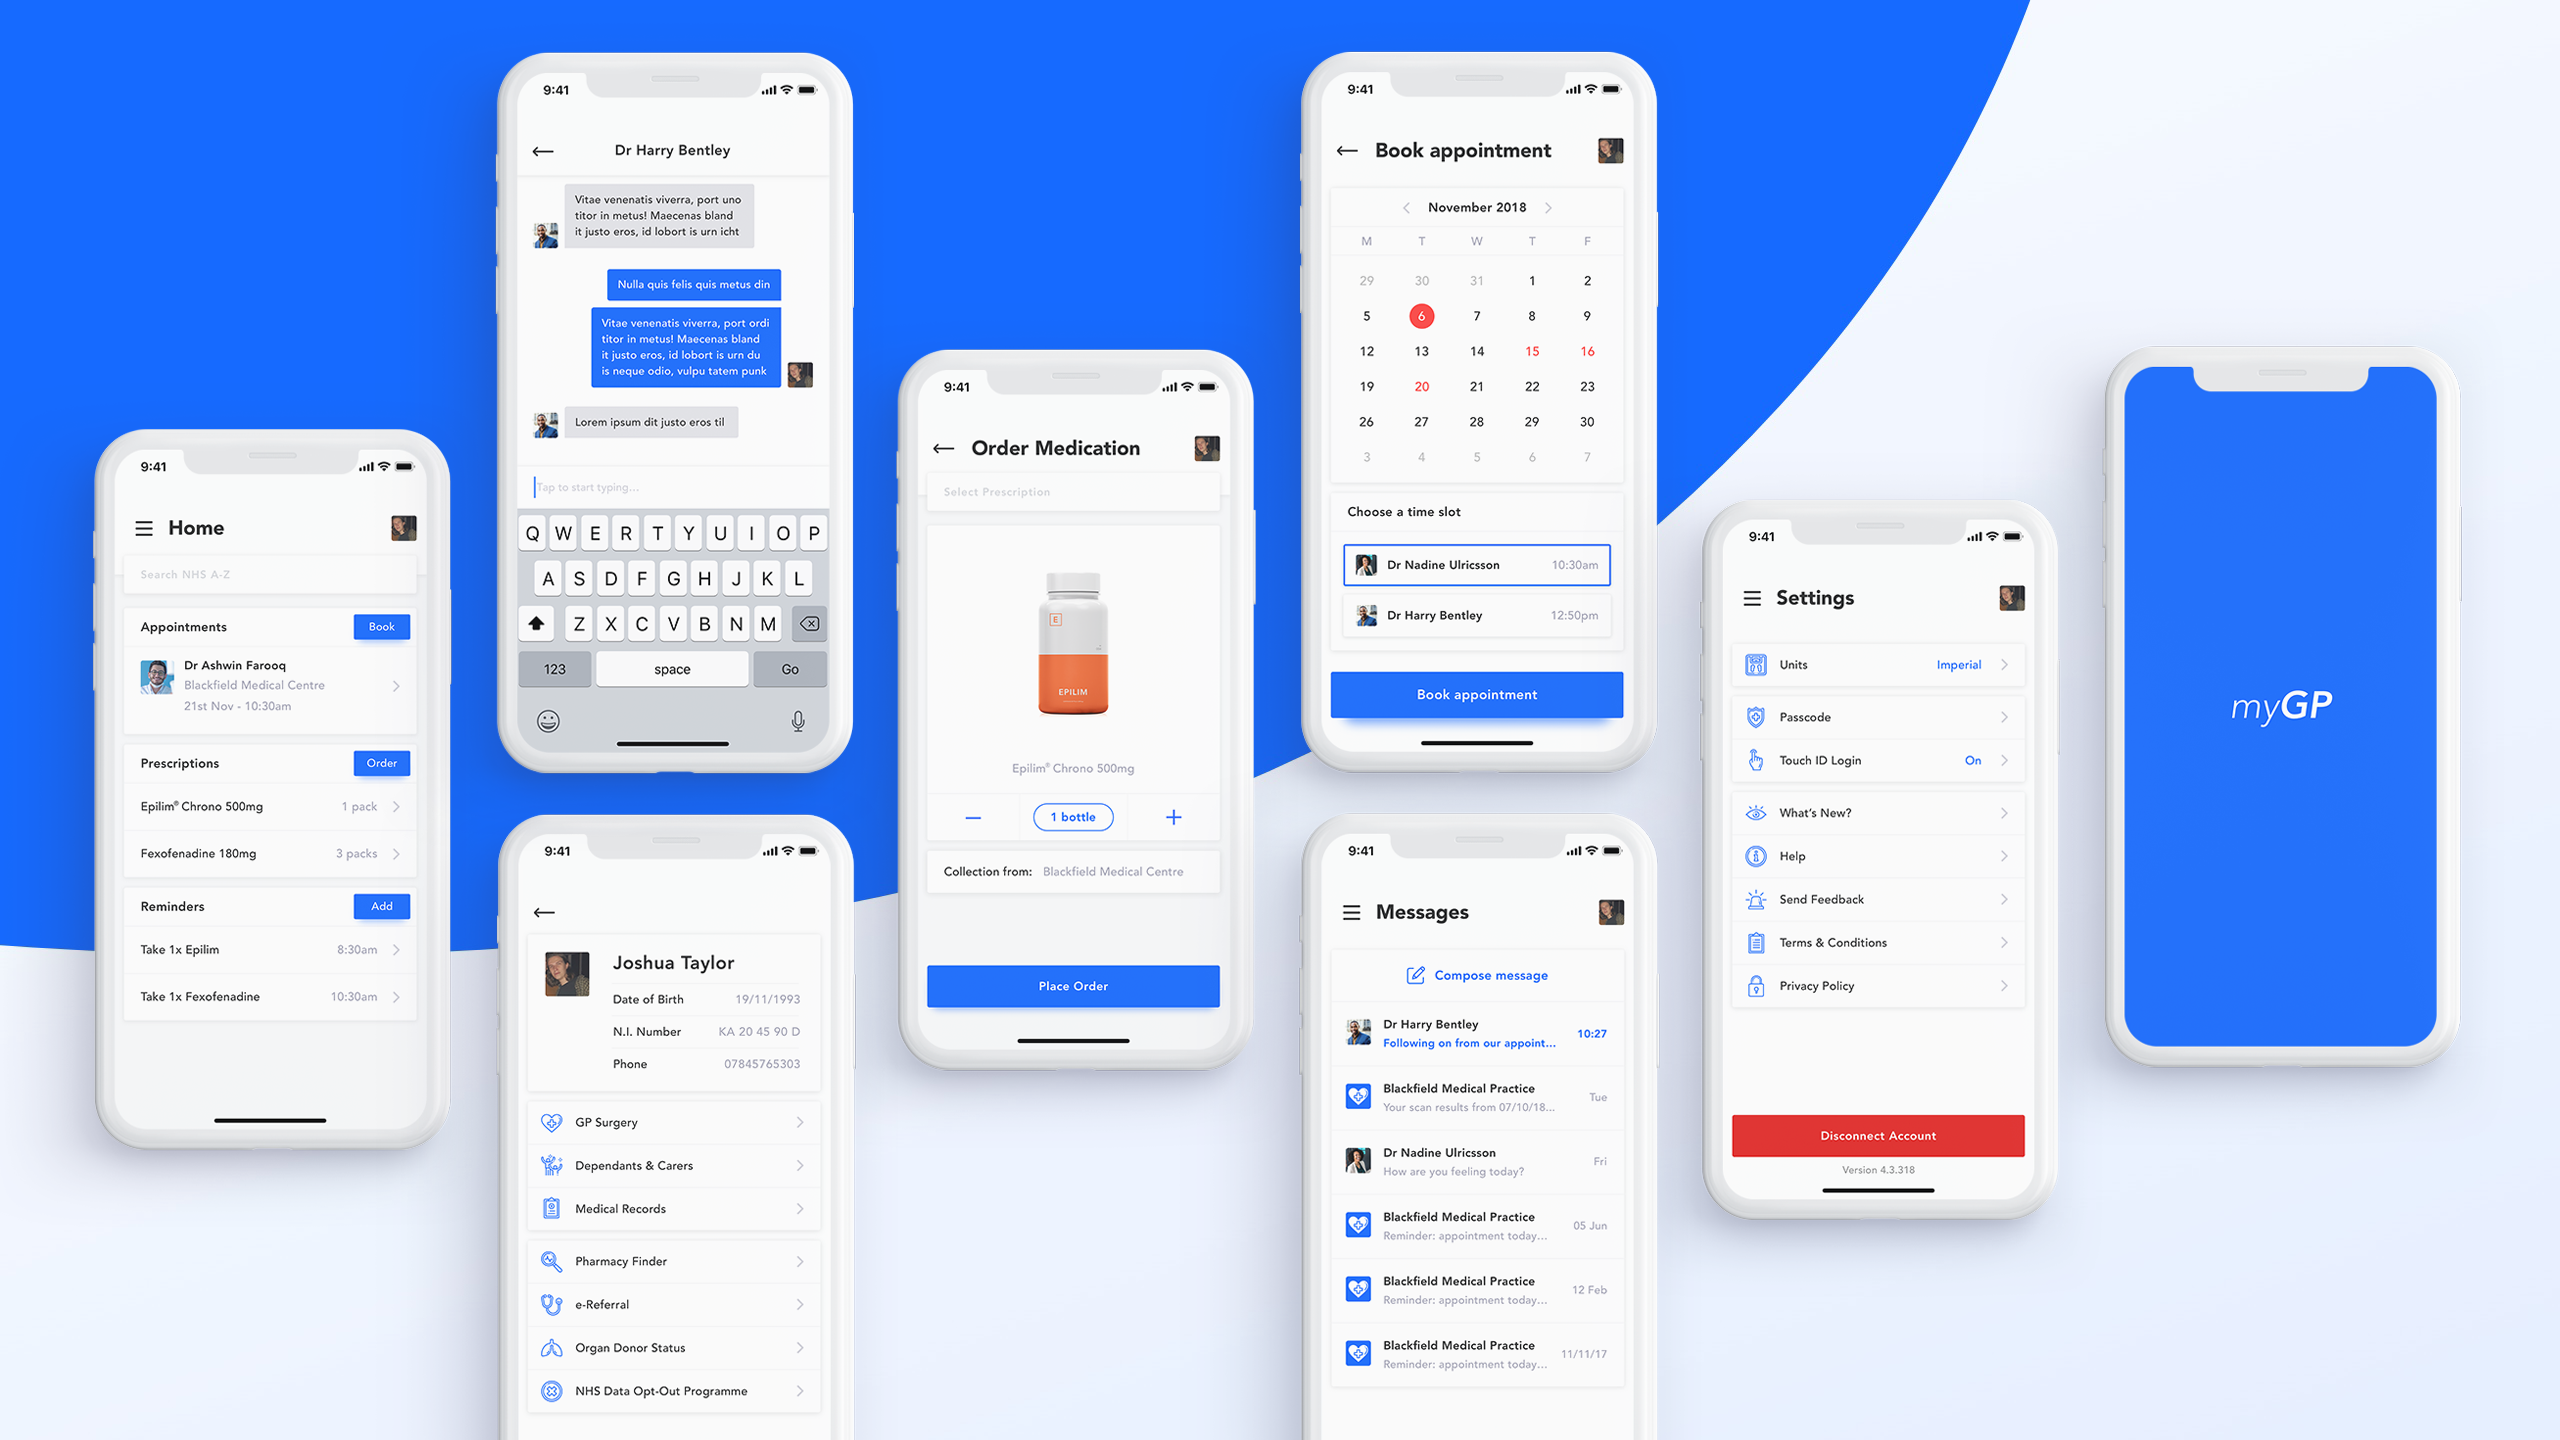 9:41
Home
Search NHS A-Z
Appointments
Book
Dr Ashwin Farooq
Blackfield Medical Centre
21st Nov - 10:30am
Prescriptions
Order
Epilim® Chrono 500mg 1 pack
Fexofenadine 180mg 3 packs
Reminders
Add
Take 1x Epilim 8:30am
Take 1x Fexofenadine 10:30am
9:41
Dr Harry Bentley
Vitae venenatis viverra, port uno
titor in metus! Maecenas bland
it justo eros, id lobort is urn icht
Nulla quis felis quis metus din
Vitae venenatis viverra, port ordi
titor in metus! Maecenas bland
it justo eros, id lobort is urn du
is neque odio, vulpu tatem punk
Lorem ipsum dit justo eros til
Tap to start typing...
Q W E R T Y U I O P
A S D F G H J K L
Z X C V B N M
123 space Go
9:41
Joshua Taylor
Date of Birth 19/11/1993
N.I. Number KA 20 45 90 D
Phone 07845765303
GP Surgery
Dependants & Carers
Medical Records
Pharmacy Finder
e-Referral
Organ Donor Status
NHS Data Opt-Out Programme
9:41
Order Medication
Select Prescription
E
EPILIM
Epilim® Chrono 500mg
1 bottle
Collection from: Blackfield Medical Centre
Place Order
9:41
Book appointment
November 2018
M T W T F
29 30 31 1 2
5 6 7 8 9
12 13 14 15 16
19 20 21 22 23
26 27 28 29 30
3 4 5 6 7
Choose a time slot
Dr Nadine Ulricsson 10:30am
Dr Harry Bentley 12:50pm
Book appointment
9:41
Messages
Compose message
Dr Harry Bentley
Following on from our appoint...
10:27
Blackfield Medical Practice
Your scan results from 07/10/18...
Tue
Dr Nadine Ulricsson
How are you feeling today?
Fri
Blackfield Medical Practice
Reminder: appointment today...
05 Jun
Blackfield Medical Practice
Reminder: appointment today...
12 Feb
Blackfield Medical Practice
Reminder: appointment today...
11/11/17
9:41
Settings
Units Imperial
Passcode
Touch ID Login On
What's New?
Help
Send Feedback
Terms & Conditions
Privacy Policy
Disconnect Account
Version 4.3.318
myGP